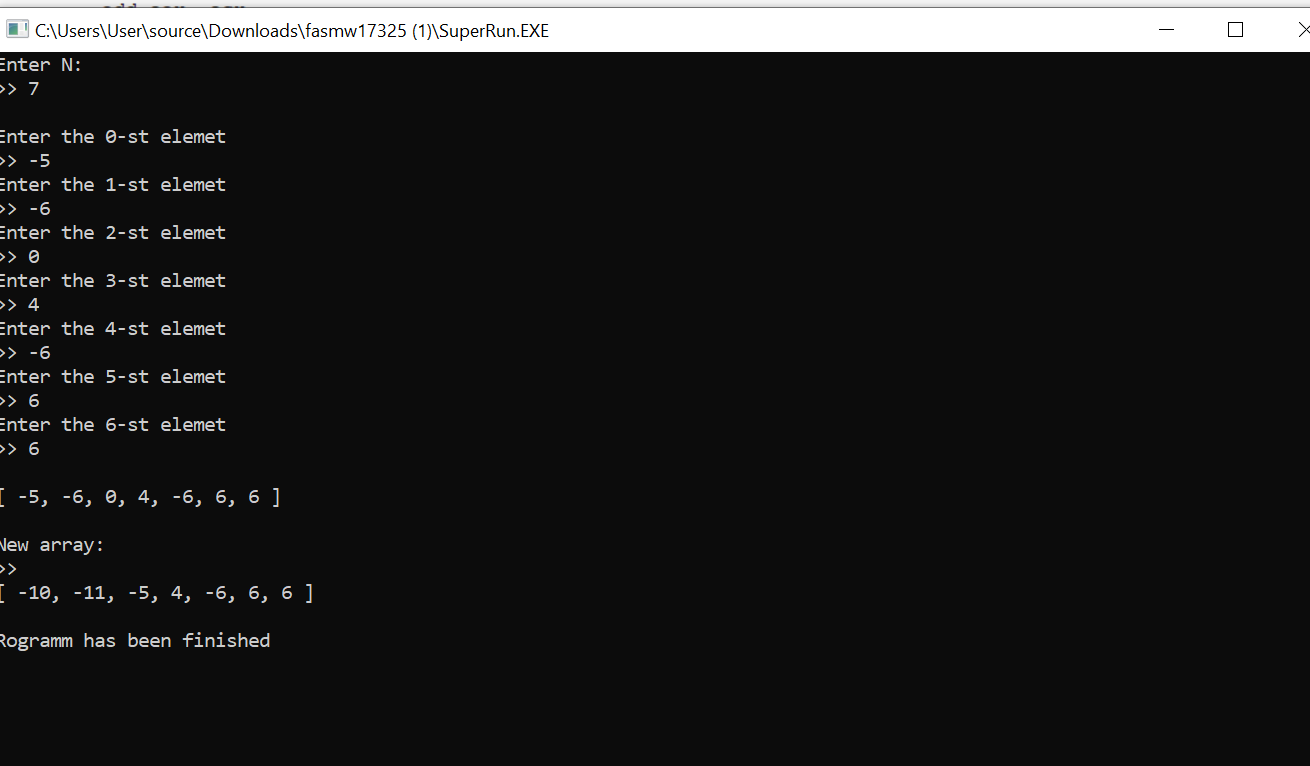 C:\Users\User\source\Downloads\fasmw17325 (1)\SuperRun.EXE
Enter N:
>> 7
Enter the 0-st elemet
>> -5
Enter the 1-st elemet
>> -6
Enter the 2-st elemet
>> 0
Enter the 3-st elemet
>> 4
Enter the 4-st elemet
>> -6
Enter the 5-st elemet
>> 6
Enter the 6-st elemet
>> 6
[ -5, -6, 0, 4, -6, 6, 6 ]
New array:
>>
[ -10, -11, -5, 4, -6, 6, 6 ]
Rogramm has been finished